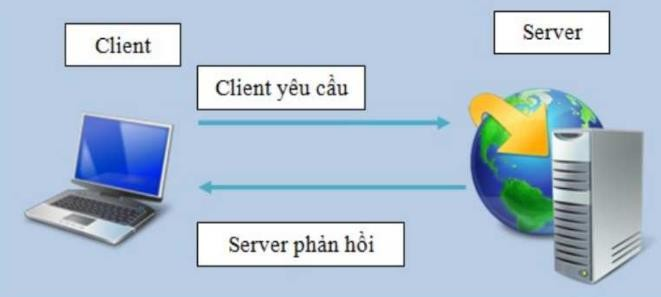 Client
Server
Client yêu cầu
Server phản hồi